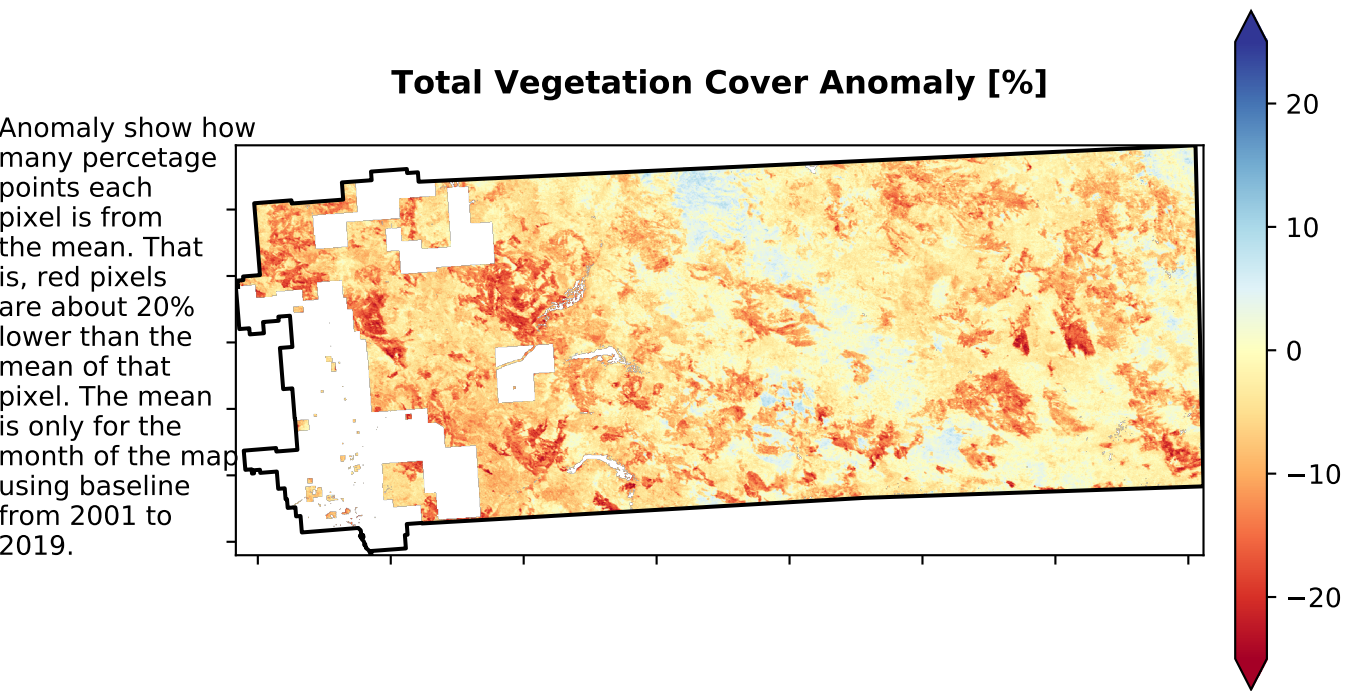 Total Vegetation Cover Anomaly [%]
Anomaly show how
many percetage
points each
pixel is from
the mean. That
is, red pixels
are about 20%
lower than the
mean of that
pixel. The mean
is only for the
month of the map
using baseline
from 2001 to
2019.
20
10
0
−10
−20